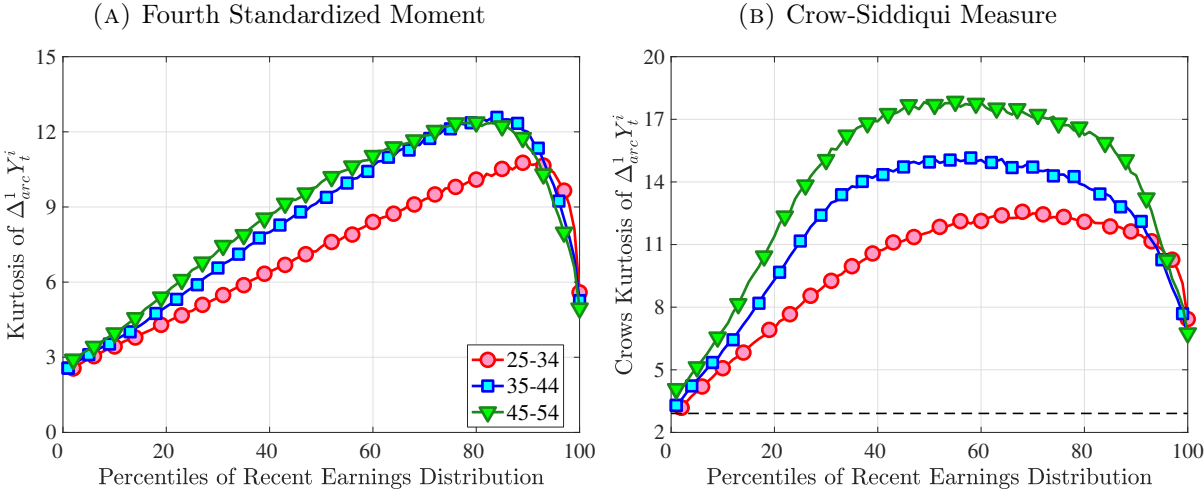 (A) Fourth Standardized Moment
Kurtosis of Δ¹arc Yᵢt
15
12
9
6
3
0
0 20 40 60 80 100
25-34
35-44
45-54
Percentiles of Recent Earnings Distribution
(B) Crow-Siddiqui Measure
Crows Kurtosis of Δ¹arc Yᵢt
20
17
14
11
8
5
2
0 20 40 60 80 100
Percentiles of Recent Earnings Distribution